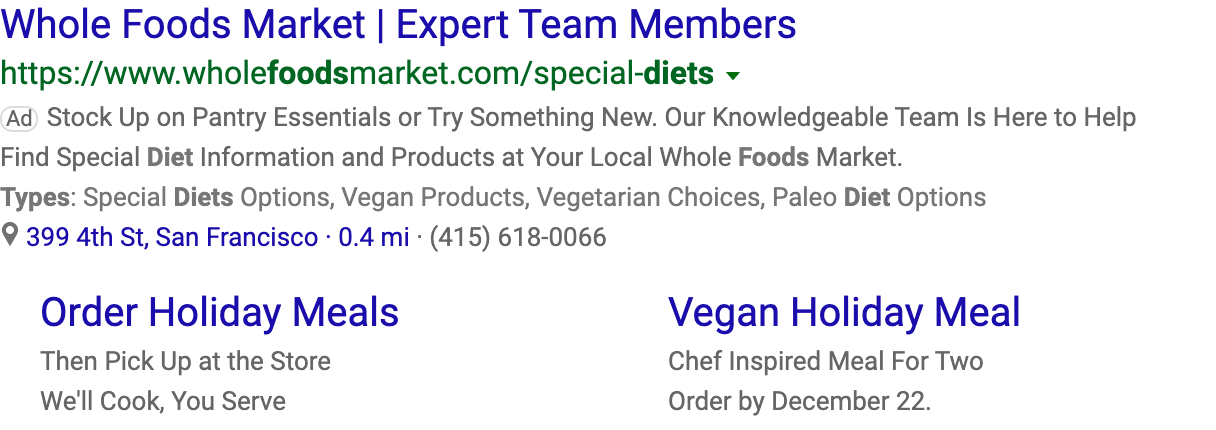 Whole Foods Market | Expert Team Members
https://www.wholefoodsmarket.com/special-diets
Ad Stock Up on Pantry Essentials or Try Something New. Our Knowledgeable Team Is Here to Help
Find Special Diet Information and Products at Your Local Whole Foods Market.
Types: Special Diets Options, Vegan Products, Vegetarian Choices, Paleo Diet Options
399 4th St, San Francisco · 0.4 mi · (415) 618-0066
Order Holiday Meals
Then Pick Up at the Store
We'll Cook, You Serve
Vegan Holiday Meal
Chef Inspired Meal For Two
Order by December 22.